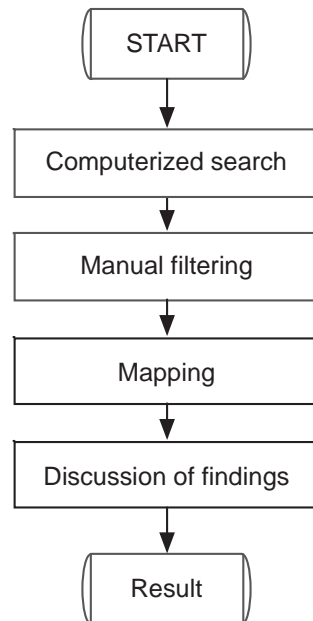 START
Computerized search
Manual filtering
Mapping
Discussion of findings
Result